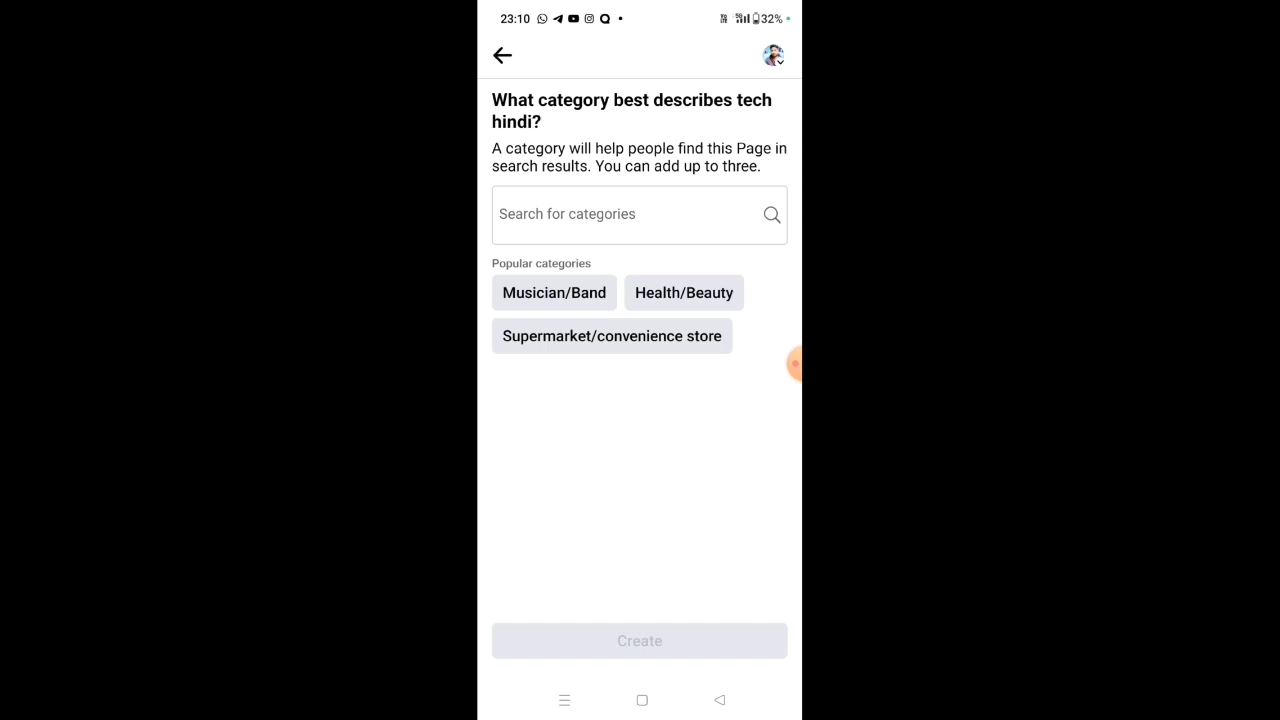 23:10 32%
What category best describes tech
hindi?
A category will help people find this Page in
search results. You can add up to three.
Search for categories
Popular categories
Musician/Band Health/Beauty
Supermarket/convenience store
Create